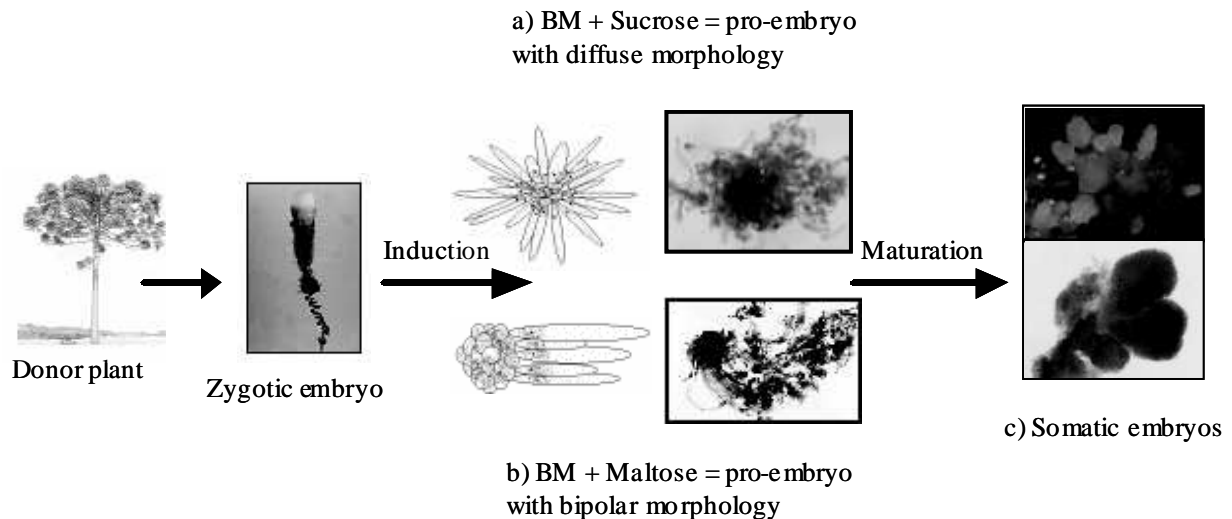 a) BM + Sucrose = pro-embryo
with diffuse morphology
Induction
Maturation
Donor plant
Zygotic embryo
c) Somatic embryos
b) BM + Maltose = pro-embryo
with bipolar morphology